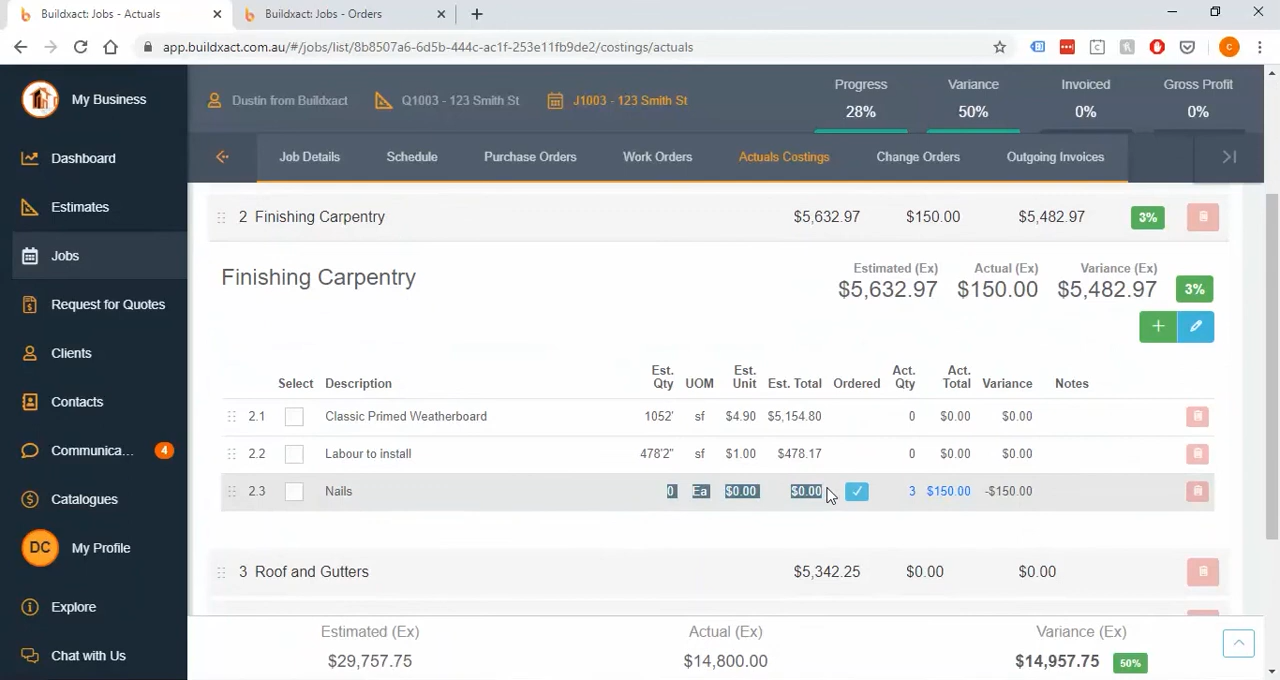 Buildxact: Jobs - Actuals
Buildxact: Jobs - Orders
app.buildxact.com.au/#/jobs/list/8b8507a6-6d5b-444c-ac1f-253e11fb9de2/costings/actuals
C
My Business
Dustin from Buildxact
Q1003 - 123 Smith St
J1003 - 123 Smith St
Progress
28%
Variance
50%
Invoiced
0%
Gross Profit
0%
Job Details
Schedule
Purchase Orders
Work Orders
Actuals Costings
Change Orders
Outgoing Invoices
Dashboard
Estimates
Jobs
Request for Quotes
Clients
Contacts
Communica... 4
Catalogues
DC My Profile
Explore
Chat with Us
2 Finishing Carpentry $5,632.97 $150.00 $5,482.97 3%
Finishing Carpentry
Estimated (Ex) Actual (Ex) Variance (Ex)
$5,632.97 $150.00 $5,482.97 3%
Select Description Est. Qty UOM Est. Unit Est. Total Ordered Act. Qty Act. Total Variance Notes
2.1 Classic Primed Weatherboard 1052' sf $4.90 $5,154.80 0 $0.00 $0.00
2.2 Labour to install 478'2" sf $1.00 $478.17 0 $0.00 $0.00
2.3 Nails 0 Ea $0.00 $0.00 3 $150.00 -$150.00
3 Roof and Gutters $5,342.25 $0.00 $0.00
Estimated (Ex) Actual (Ex) Variance (Ex)
$29,757.75 $14,800.00 $14,957.75 50%